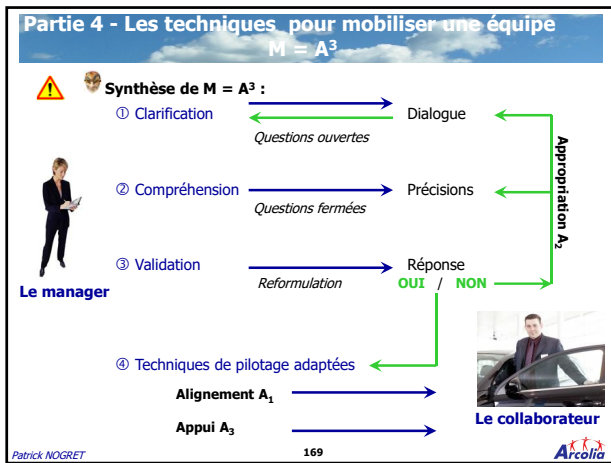 Partie 4 - Les techniques pour mobiliser une équipe
M = A³
Synthèse de M = A³ :
① Clarification
Dialogue
Questions ouvertes
② Compréhension
Précisions
Questions fermées
③ Validation
Réponse
Reformulation
OUI / NON
Appropriation A₂
Le manager
④ Techniques de pilotage adaptées
Alignement A₁
Appui A₃
Le collaborateur
Patrick NOGRET
169
Arcolia